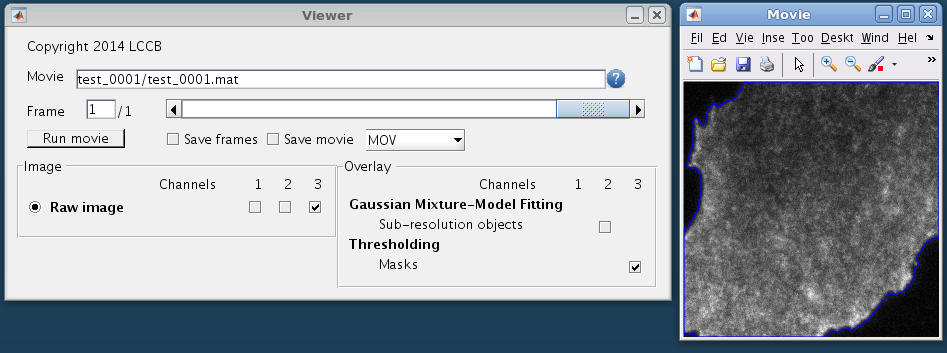 Viewer
Copyright 2014 LCCB
Movie test_0001/test_0001.mat ?
Frame 1 / 1
Run movie Save frames Save movie MOV
Image
Channels 1 2 3
Raw image
Overlay
Channels 1 2 3
Gaussian Mixture-Model Fitting
Sub-resolution objects
Thresholding
Masks
Movie
Fil Ed Vie Inse Too Deskt Wind Hel